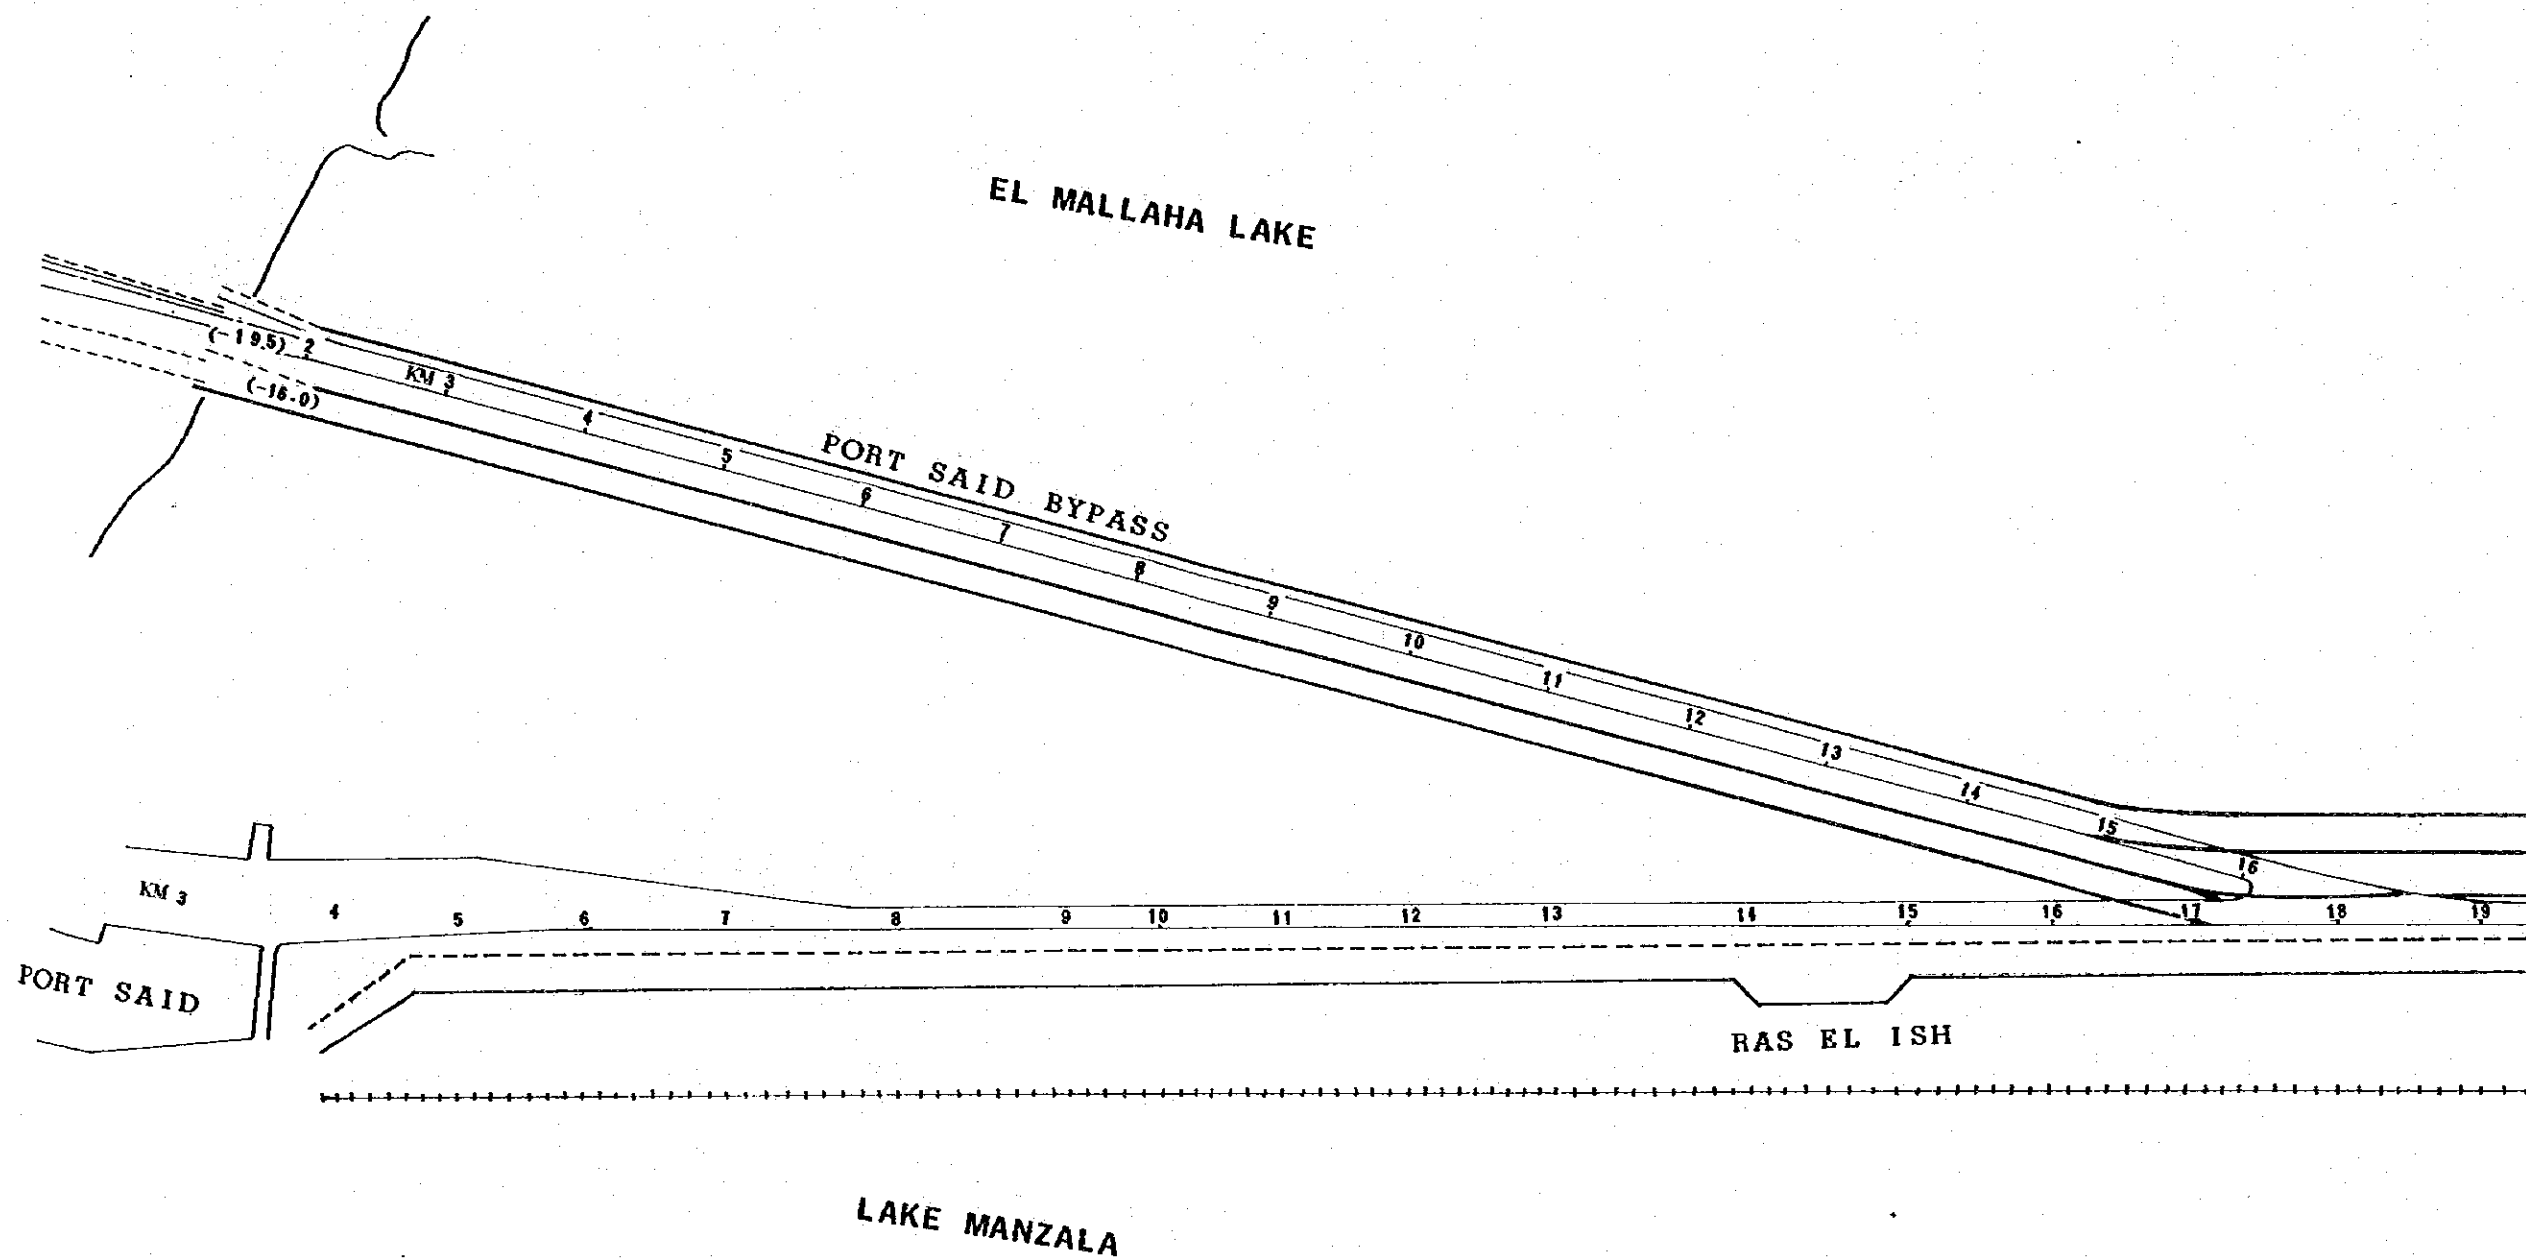 EL MALLAHA LAKE
(-19.5) 2
KM 3
(-16.0)
4
5
PORT SAID BYPASS
6
7
8
9
10
11
12
13
14
15
16
KM 3
4 5 6 7 8 9 10 11 12 13 14 15 16 17 18 19
PORT SAID
RAS EL ISH
LAKE MANZALA